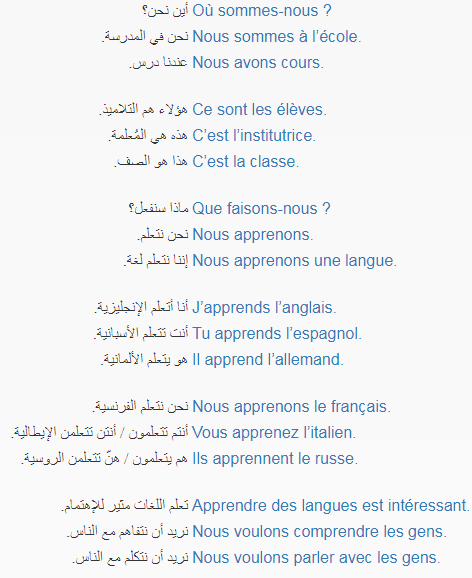 أين نحن؟ Où sommes-nous ?
نحن في المدرسة. Nous sommes à l’école.
عندنا درس. Nous avons cours.
هؤلاء هم التلاميذ. Ce sont les élèves.
هذه هي المُعلمة. C’est l’institutrice.
هذا هو الصف. C’est la classe.
ماذا سنفعل؟ Que faisons-nous ?
نحن نتعلم. Nous apprenons.
إننا نتعلم لغة. Nous apprenons une langue.
أنا أتعلم الإنجليزية. J’apprends l’anglais.
أنت تتعلم الأسبانية. Tu apprends l’espagnol.
هو يتعلم الألمانية. Il apprend l’allemand.
نحن نتعلم الفرنسية. Nous apprenons le français.
أنتم تتعلمون / أنتن تتعلمن الإيطالية. Vous apprenez l’italien.
هم يتعلمون / هنّ تتعلمن الروسية. Ils apprennent le russe.
تعلم اللغات مثير للإهتمام. Apprendre des langues est intéressant.
نريد أن نتفاهم مع الناس. Nous voulons comprendre les gens.
نريد أن نتكلم مع الناس. Nous voulons parler avec les gens.